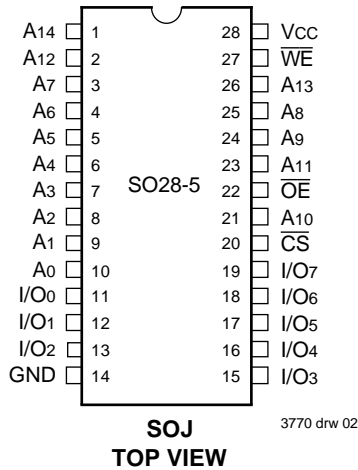 A14 1 28 VCC
A12 2 27 W̅E̅
A7 3 26 A13
A6 4 25 A8
A5 5 24 A9
A4 6 23 A11
A3 7 SO28-5 22 O̅E̅
A2 8 21 A10
A1 9 20 C̅S̅
A0 10 19 I/O7
I/O0 11 18 I/O6
I/O1 12 17 I/O5
I/O2 13 16 I/O4
GND 14 15 I/O3
SOJ 3770 drw 02
TOP VIEW